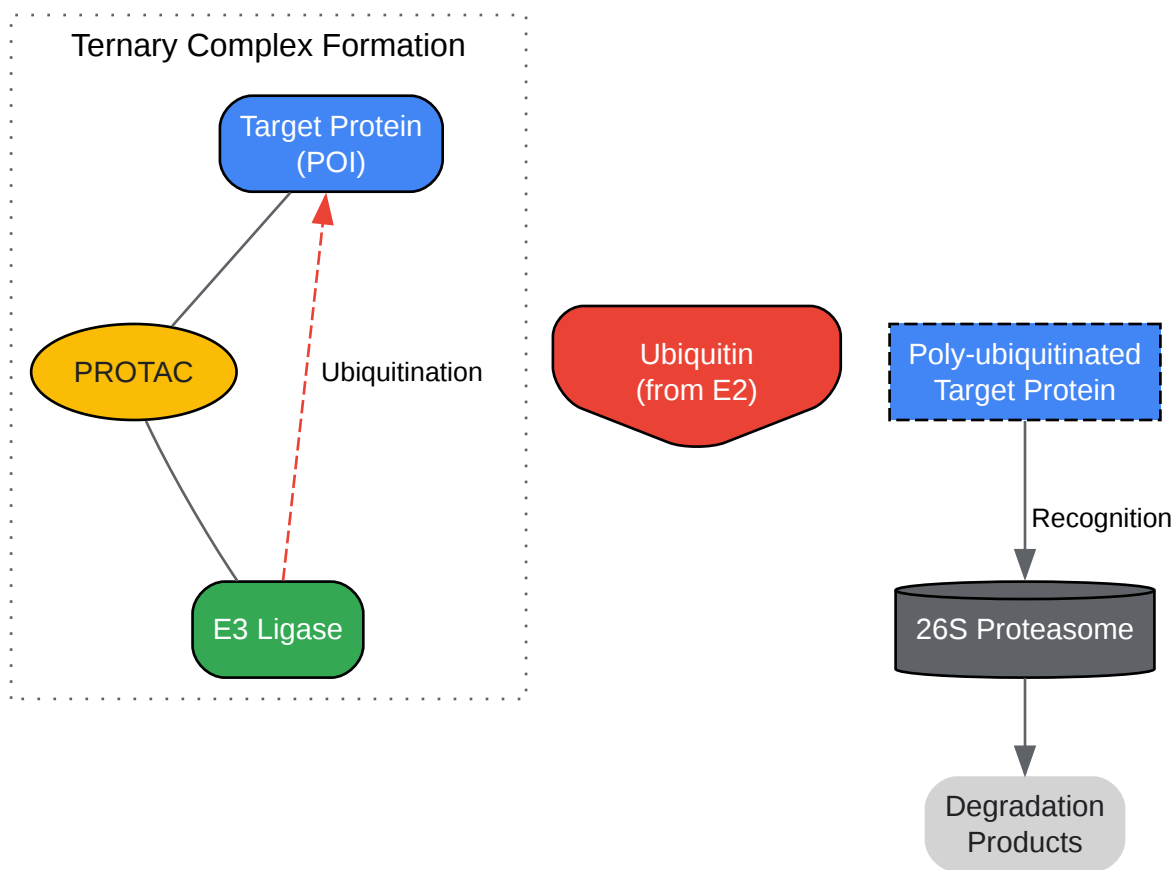 Ternary Complex Formation
Target Protein
(POI)
PROTAC
Ubiquitination
E3 Ligase
Ubiquitin
(from E2)
Poly-ubiquitinated
Target Protein
Recognition
26S Proteasome
Degradation
Products